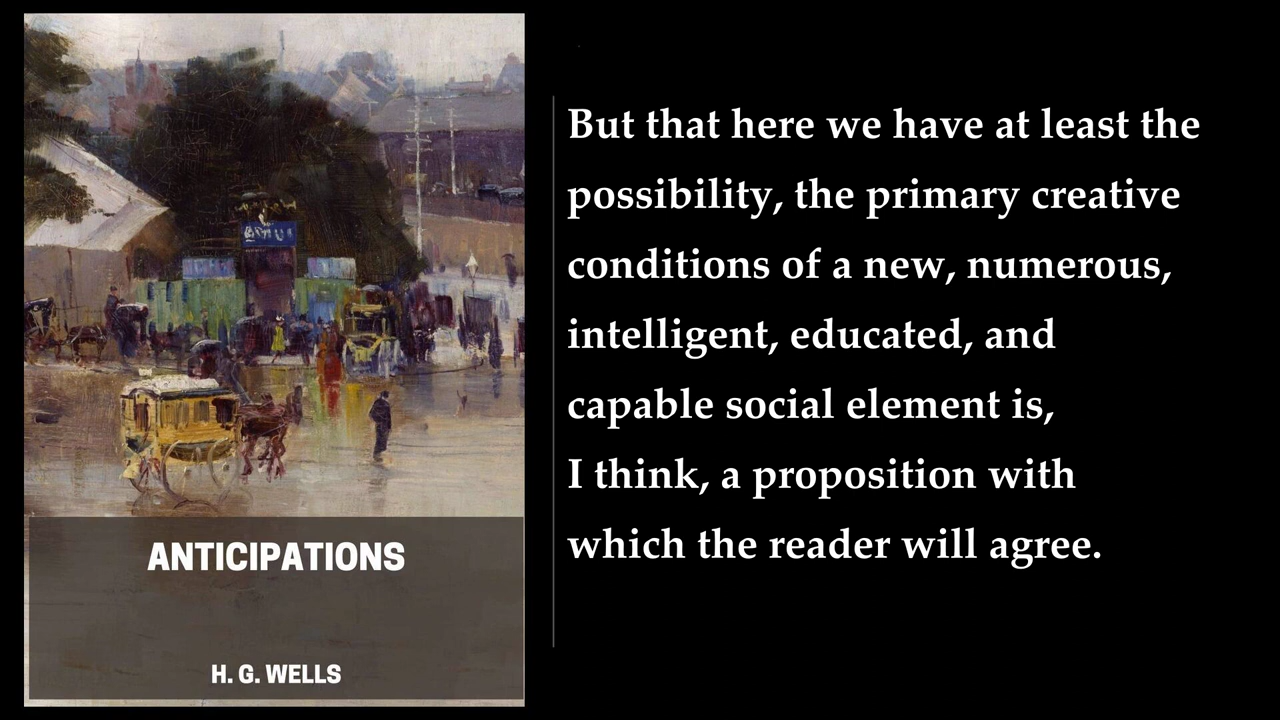 But that here we have at least the
possibility, the primary creative
conditions of a new, numerous,
intelligent, educated, and
capable social element is,
I think, a proposition with
which the reader will agree.
ANTICIPATIONS
H. G. WELLS